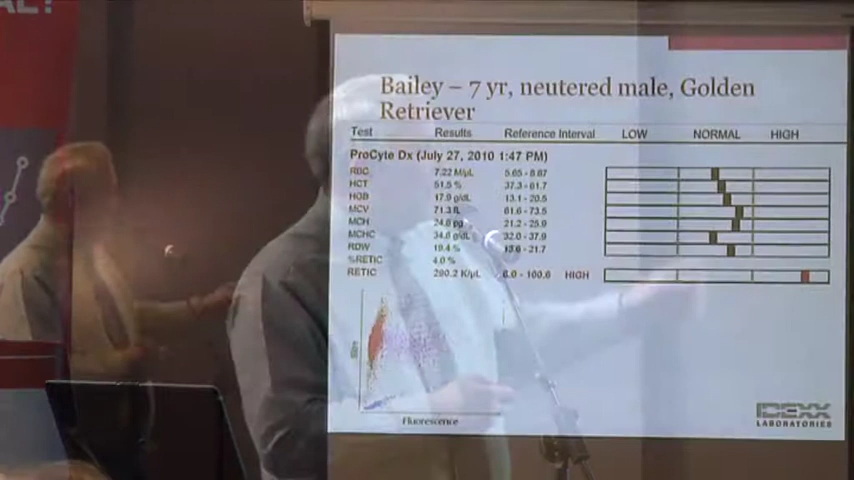 AL?
Bailey – 7 yr, neutered male, Golden
Retriever
Test Results Reference Interval LOW NORMAL HIGH
ProCyte Dx (July 27, 2010 1:47 PM)
RBC 7.22 M/µL 5.65 - 8.87
HCT 51.5 % 37.3 - 61.7
HGB 17.9 g/dL 13.1 - 20.5
MCV 71.3 fL 61.6 - 73.5
MCH 24.8 pg 21.2 - 25.9
MCHC 34.8 g/dL 32.0 - 37.9
RDW 19.4 % 13.6 - 21.7
%RETIC 4.0 %
RETIC 290.2 K/µL 6.0 - 100.0 HIGH
Fluorescence
IDEXX
LABORATORIES